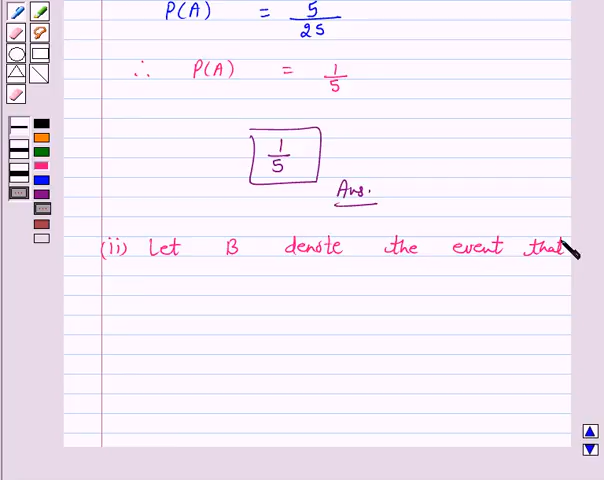 P(A) = 5/25
∴ P(A) = 1/5
1/5
Ans.
(ii) Let B denote the event that